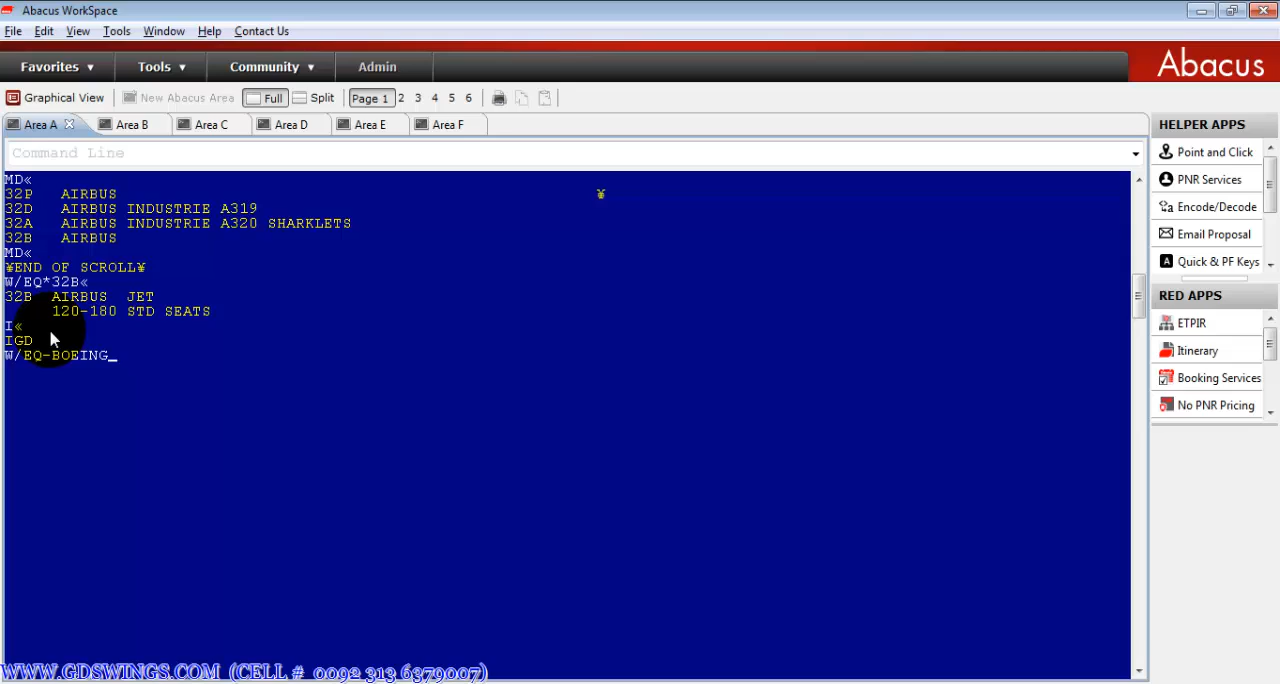 Abacus WorkSpace
File Edit View Tools Window Help Contact Us
Favorites ▼ Tools ▼ Community ▼ Admin
Abacus
Graphical View New Abacus Area Full Split Page 1 2 3 4 5 6
Area A Area B Area C Area D Area E Area F
Command Line
MD«
32P AIRBUS ¥
32D AIRBUS INDUSTRIE A319
32A AIRBUS INDUSTRIE A320 SHARKLETS
32B AIRBUS
MD«
¥END OF SCROLL¥
W/EQ*32B«
32B AIRBUS JET
120-180 STD SEATS
I«
IGD
W/EQ-BOEING_
HELPER APPS
Point and Click
PNR Services
Encode/Decode
Email Proposal
Quick & PF Keys
RED APPS
ETPIR
Itinerary
Booking Services
No PNR Pricing
WWW.GDSWINGS.COM (CELL # 0092 313 6379007)